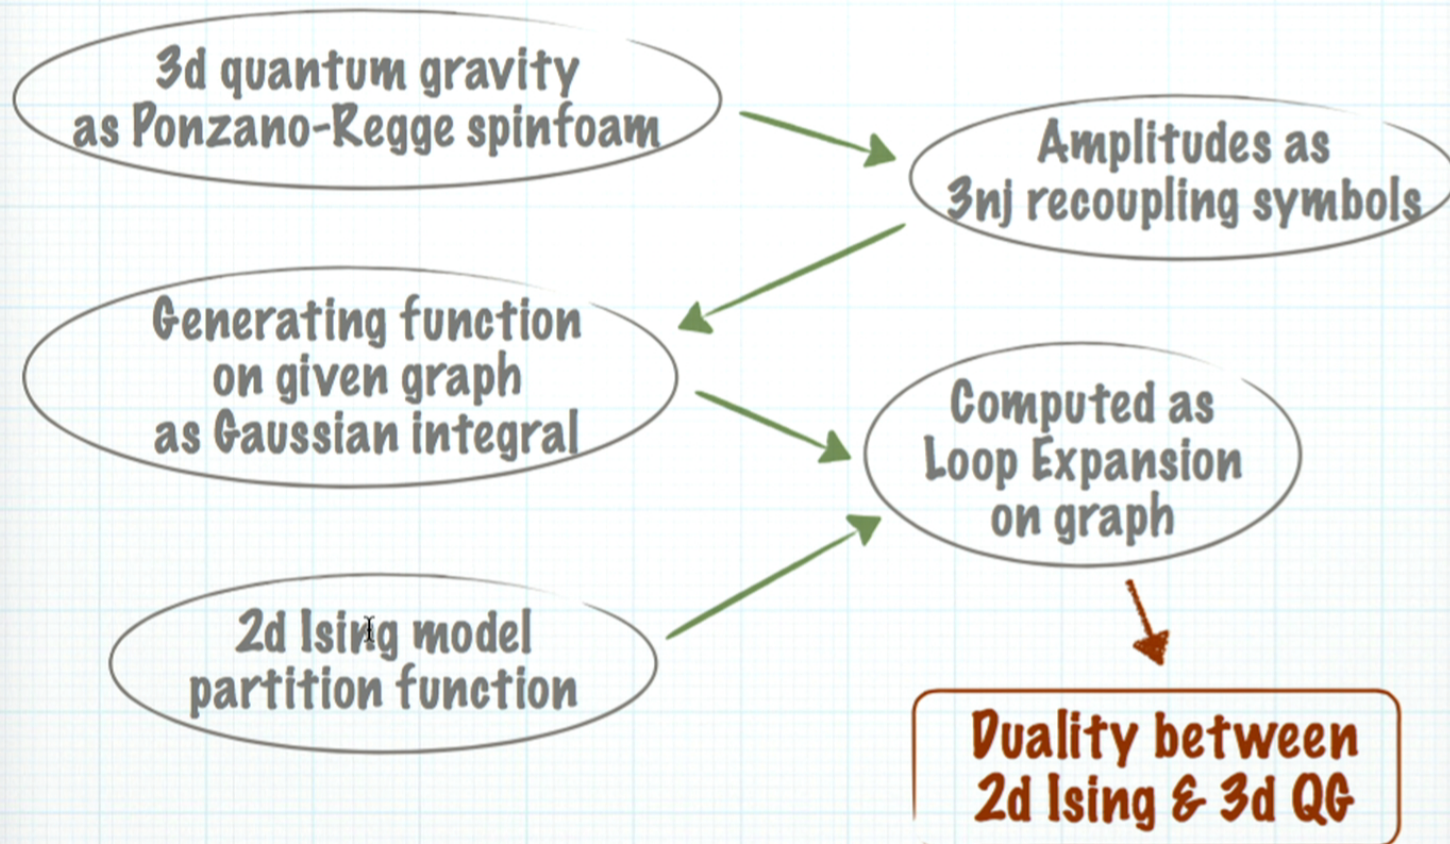 3d quantum gravity
as Ponzano-Regge spinfoam
Amplitudes as
3nj recoupling symbols
Generating function
on given graph
as Gaussian integral
Computed as
Loop Expansion
on graph
2d Ising model
partition function
Duality between
2d Ising & 3d QG